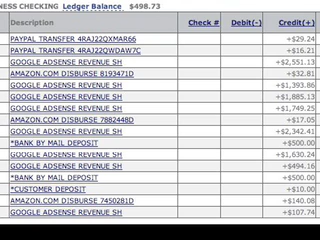 NESS CHECKING Ledger Balance $498.73
Description Check # Debit(-) Credit(+)
PAYPAL TRANSFER 4RAJ22QXMAR66 +$29.24
PAYPAL TRANSFER 4RAJ22QWDAW7C +$16.21
GOOGLE ADSENSE REVENUE SH +$2,551.13
AMAZON.COM DISBURSE 8193471D +$32.81
GOOGLE ADSENSE REVENUE SH +$1,393.86
GOOGLE ADSENSE REVENUE SH +$1,885.13
GOOGLE ADSENSE REVENUE SH +$1,749.25
AMAZON.COM DISBURSE 7882448D +$17.05
GOOGLE ADSENSE REVENUE SH +$2,342.41
*BANK BY MAIL DEPOSIT +$500.00
GOOGLE ADSENSE REVENUE SH +$1,630.24
GOOGLE ADSENSE REVENUE SH +$494.16
*BANK BY MAIL DEPOSIT +$500.00
*CUSTOMER DEPOSIT +$10.00
AMAZON.COM DISBURSE 7450281D +$140.08
GOOGLE ADSENSE REVENUE SH +$107.74